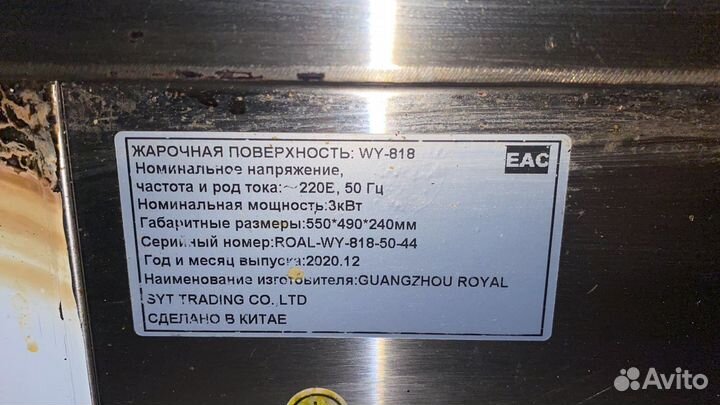 ЖАРОЧНАЯ ПОВЕРХНОСТЬ: WY-818
EAC
Номинальное напряжение,
частота и род тока:~220Е, 50 Гц
Номинальная мощность:3кВт
Габаритные размеры:550*490*240мм
Серийный номер:ROAL-WY-818-50-44
Год и месяц выпуска:2020.12
Наименование изготовителя:GUANGZHOU ROYAL
SYT TRADING CO.,LTD
СДЕЛАНО В КИТАЕ
Avito